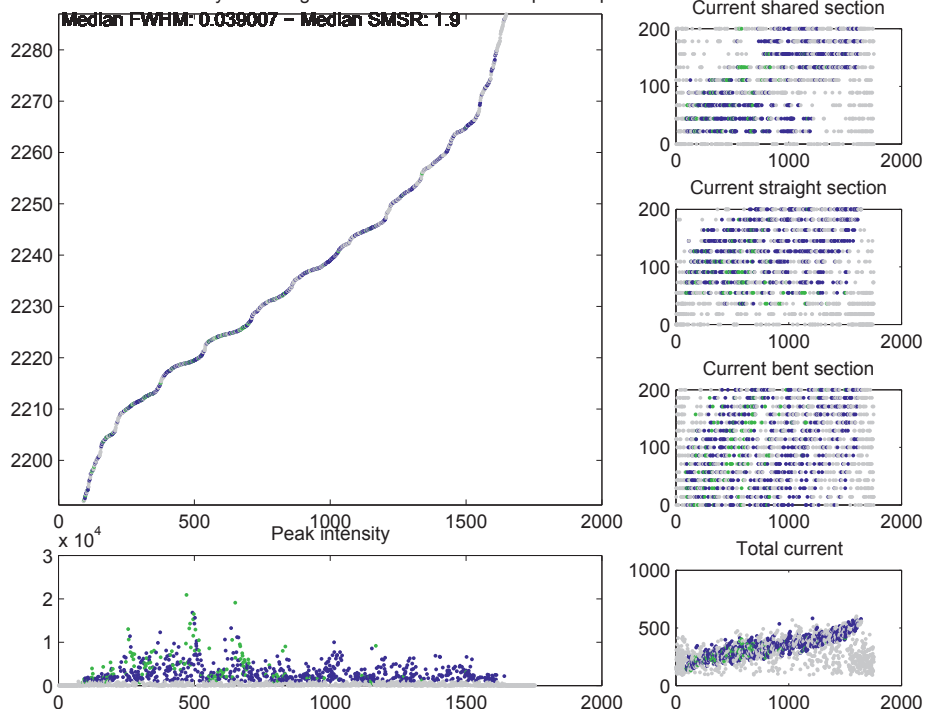 Median FWHM: 0.039007 − Median SMSR: 1.9
2280
2270
2260
2250
2240
2230
2220
2210
2200
0 500 1000 1500 2000
Current shared section
200
100
0
0 1000 2000
Current straight section
200
100
0
0 1000 2000
Current bent section
200
100
0
0 1000 2000
x 10^4
Peak intensity
3
2
1
0
0 500 1000 1500 2000
Total current
1000
500
0
0 1000 2000